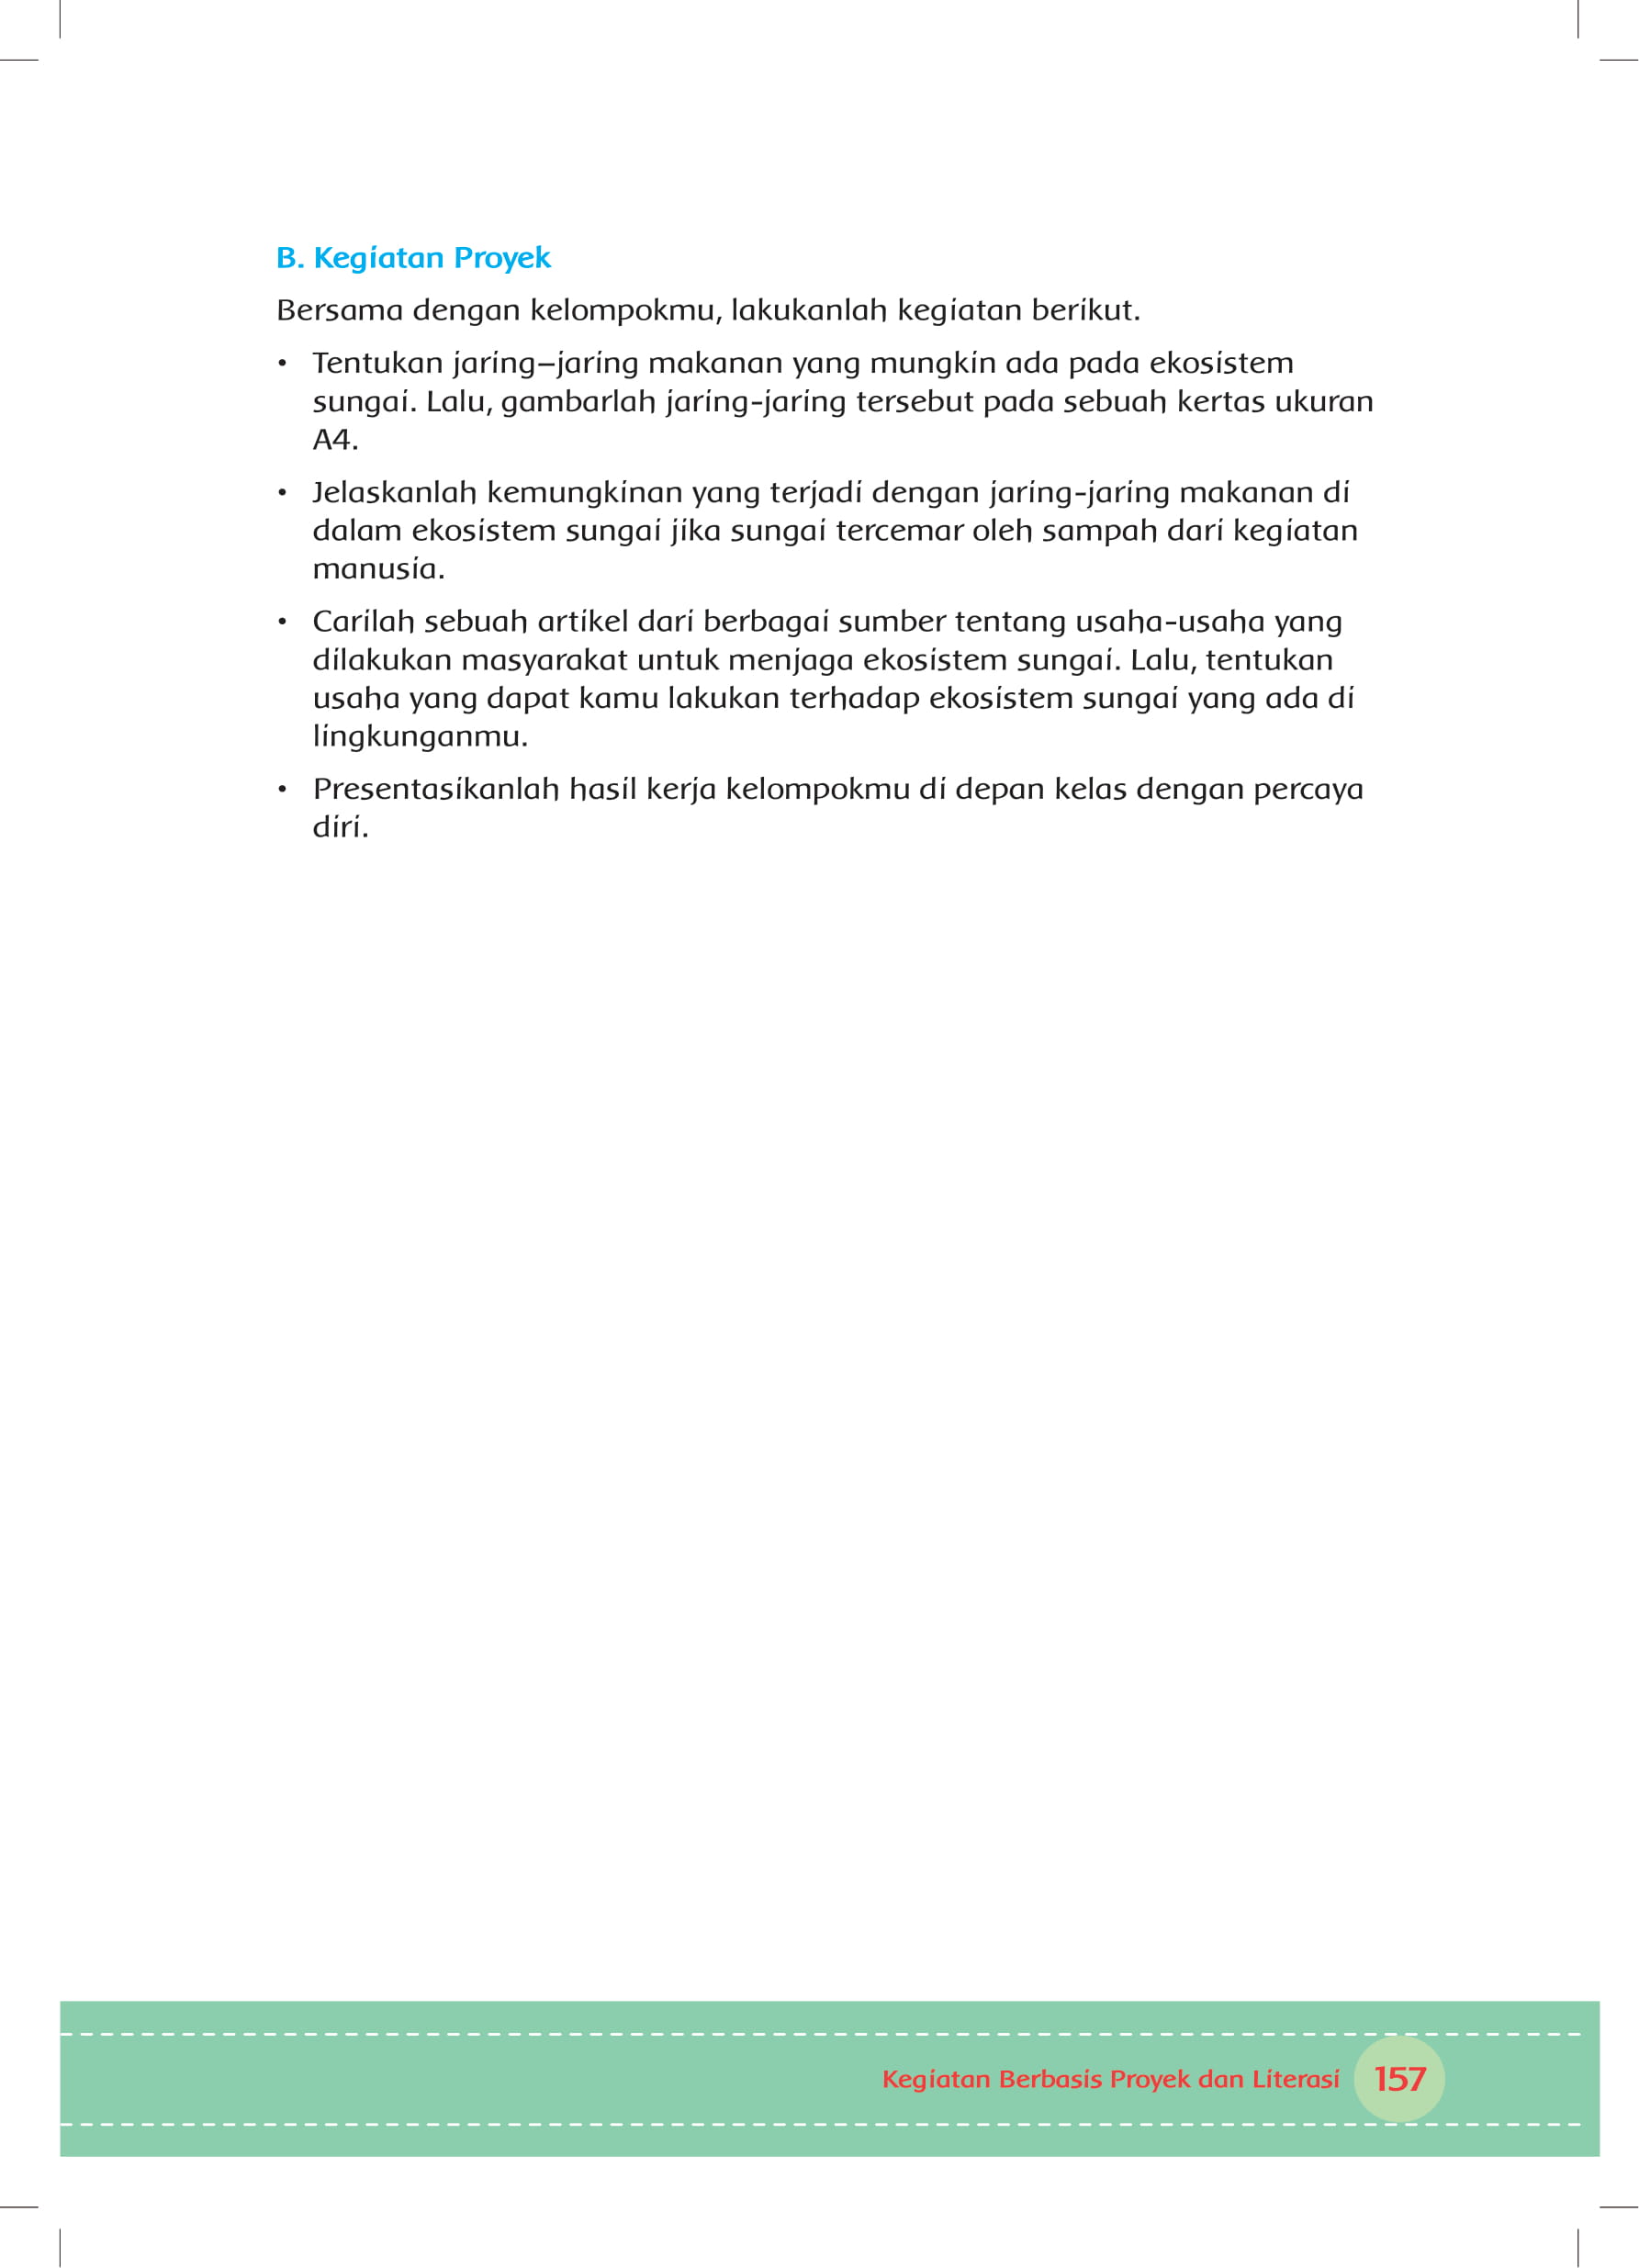 B. Kegiatan Proyek
Bersama dengan kelompokmu, lakukanlah kegiatan berikut.
• Tentukan jaring–jaring makanan yang mungkin ada pada ekosistem
sungai. Lalu, gambarlah jaring-jaring tersebut pada sebuah kertas ukuran
A4.
• Jelaskanlah kemungkinan yang terjadi dengan jaring-jaring makanan di
dalam ekosistem sungai jika sungai tercemar oleh sampah dari kegiatan
manusia.
• Carilah sebuah artikel dari berbagai sumber tentang usaha-usaha yang
dilakukan masyarakat untuk menjaga ekosistem sungai. Lalu, tentukan
usaha yang dapat kamu lakukan terhadap ekosistem sungai yang ada di
lingkunganmu.
• Presentasikanlah hasil kerja kelompokmu di depan kelas dengan percaya
diri.
Kegiatan Berbasis Proyek dan Literasi 157